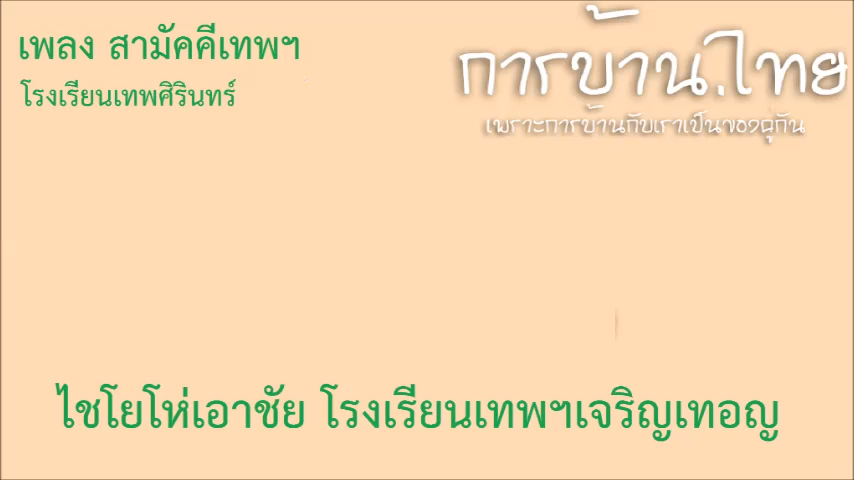 เพลง สามัคคีเทพฯ
โรงเรียนเทพศิรินทร์
การบ้าน.ไทย
เพราะการบ้านกับเราเป็นของคู่กัน
ไชโยโห่เอาชัย โรงเรียนเทพฯเจริญเทอญ